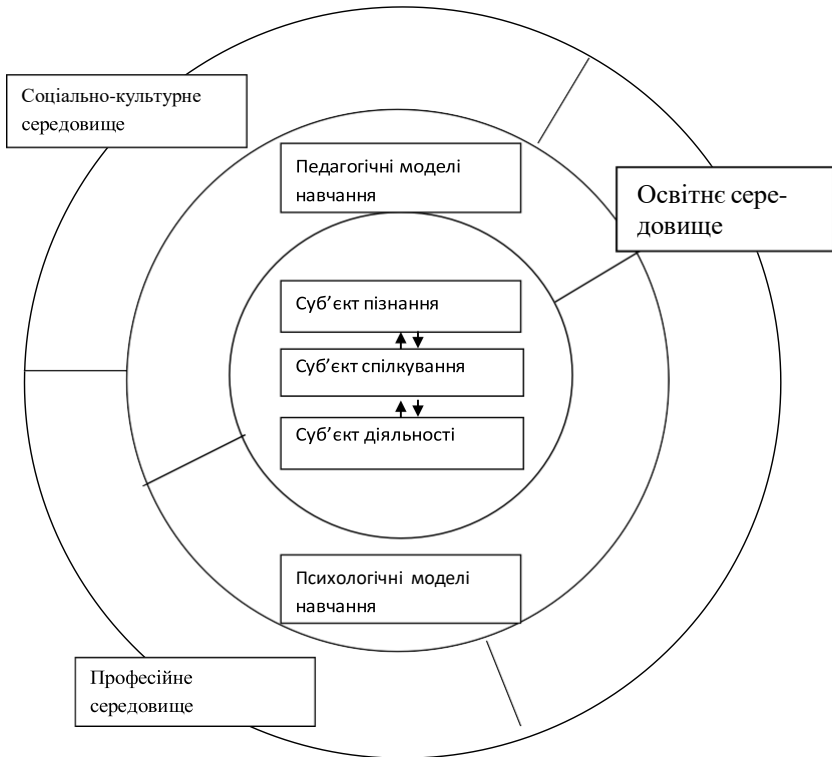 Соціально-культурне
середовище
Педагогічні моделі
навчання
Освітнє сере-
довище
Суб’єкт пізнання
Суб’єкт спілкування
Суб’єкт діяльності
Психологічні моделі
навчання
Професійне
середовище